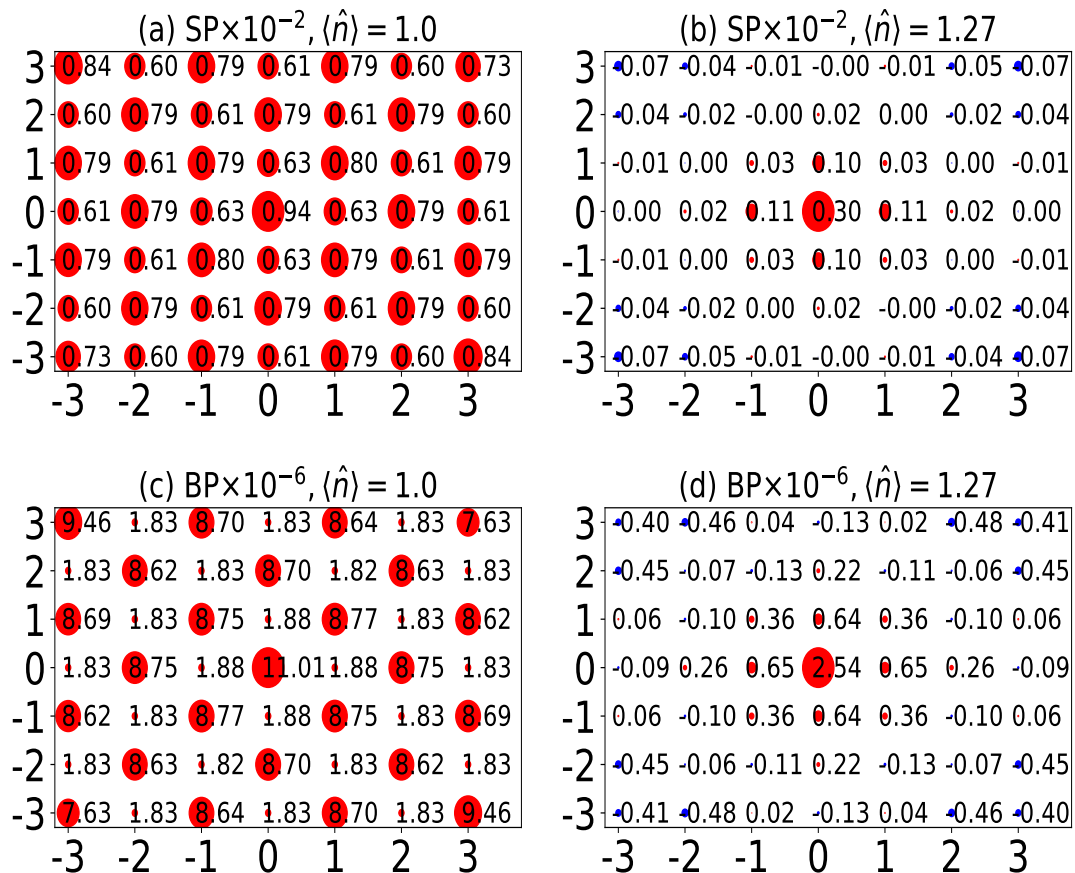 (a) SP×10⁻², ⟨n̂⟩ = 1.0
3 0.84 0.60 0.79 0.61 0.79 0.60 0.73
2 0.60 0.79 0.61 0.79 0.61 0.79 0.60
1 0.79 0.61 0.79 0.63 0.80 0.61 0.79
0 0.61 0.79 0.63 0.94 0.63 0.79 0.61
-1 0.79 0.61 0.80 0.63 0.79 0.61 0.79
-2 0.60 0.79 0.61 0.79 0.61 0.79 0.60
-3 0.73 0.60 0.79 0.61 0.79 0.60 0.84
-3 -2 -1 0 1 2 3
(b) SP×10⁻², ⟨n̂⟩ = 1.27
3 -0.07 -0.04 -0.01 -0.00 -0.01 -0.05 -0.07
2 -0.04 -0.02 -0.00 0.02 0.00 -0.02 -0.04
1 -0.01 0.00 0.03 0.10 0.03 0.00 -0.01
0 0.00 0.02 0.11 0.30 0.11 0.02 0.00
-1 -0.01 0.00 0.03 0.10 0.03 0.00 -0.01
-2 -0.04 -0.02 0.00 0.02 -0.00 -0.02 -0.04
-3 -0.07 -0.05 -0.01 -0.00 -0.01 -0.04 -0.07
-3 -2 -1 0 1 2 3
(c) BP×10⁻⁶, ⟨n̂⟩ = 1.0
3 9.46 1.83 8.70 1.83 8.64 1.83 7.63
2 1.83 8.62 1.83 8.70 1.82 8.63 1.83
1 8.69 1.83 8.75 1.88 8.77 1.83 8.62
0 1.83 8.75 1.88 11.01 1.88 8.75 1.83
-1 8.62 1.83 8.77 1.88 8.75 1.83 8.69
-2 1.83 8.63 1.82 8.70 1.83 8.62 1.83
-3 7.63 1.83 8.64 1.83 8.70 1.83 9.46
-3 -2 -1 0 1 2 3
(d) BP×10⁻⁶, ⟨n̂⟩ = 1.27
3 -0.40 -0.46 0.04 -0.13 0.02 -0.48 -0.41
2 -0.45 -0.07 -0.13 0.22 -0.11 -0.06 -0.45
1 0.06 -0.10 0.36 0.64 0.36 -0.10 0.06
0 -0.09 0.26 0.65 2.54 0.65 0.26 -0.09
-1 0.06 -0.10 0.36 0.64 0.36 -0.10 0.06
-2 -0.45 -0.06 -0.11 0.22 -0.13 -0.07 -0.45
-3 -0.41 -0.48 0.02 -0.13 0.04 -0.46 -0.40
-3 -2 -1 0 1 2 3